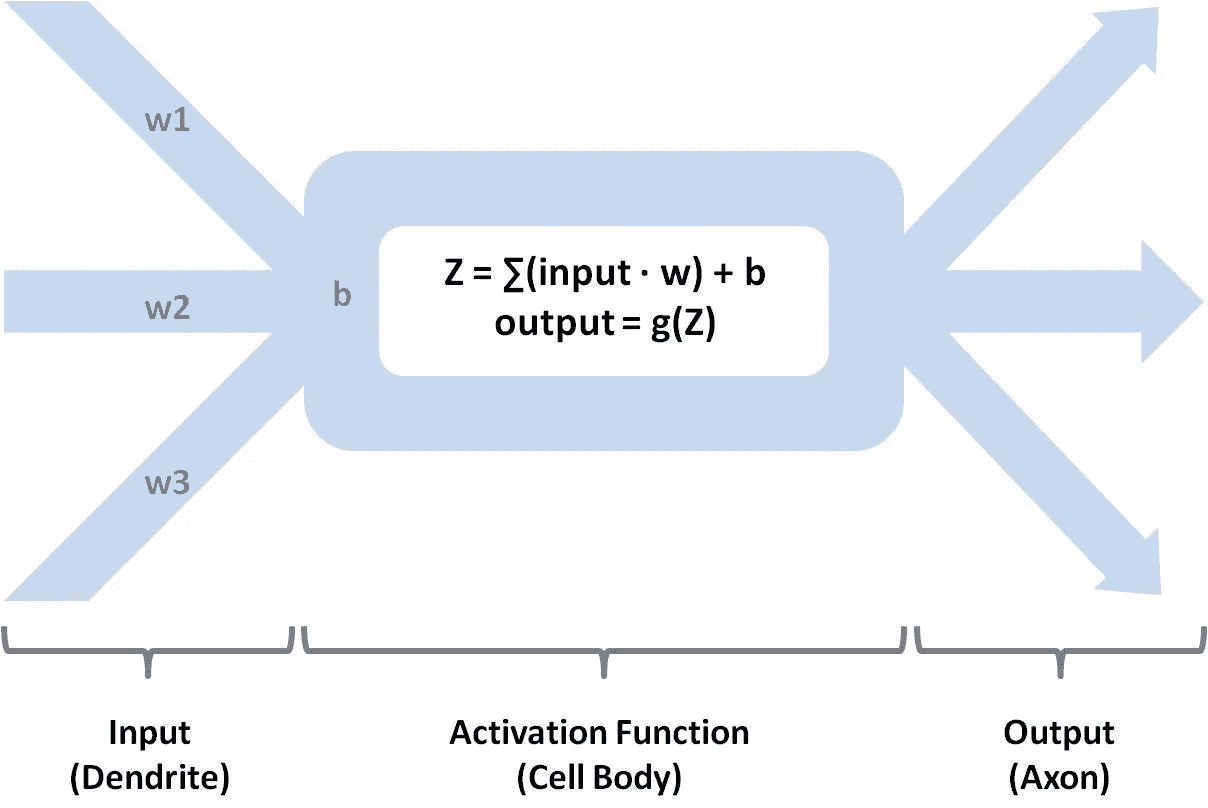 w1
w2
w3
b
Z = ∑(input · w) + b
output = g(Z)
Input
(Dendrite)
Activation Function
(Cell Body)
Output
(Axon)